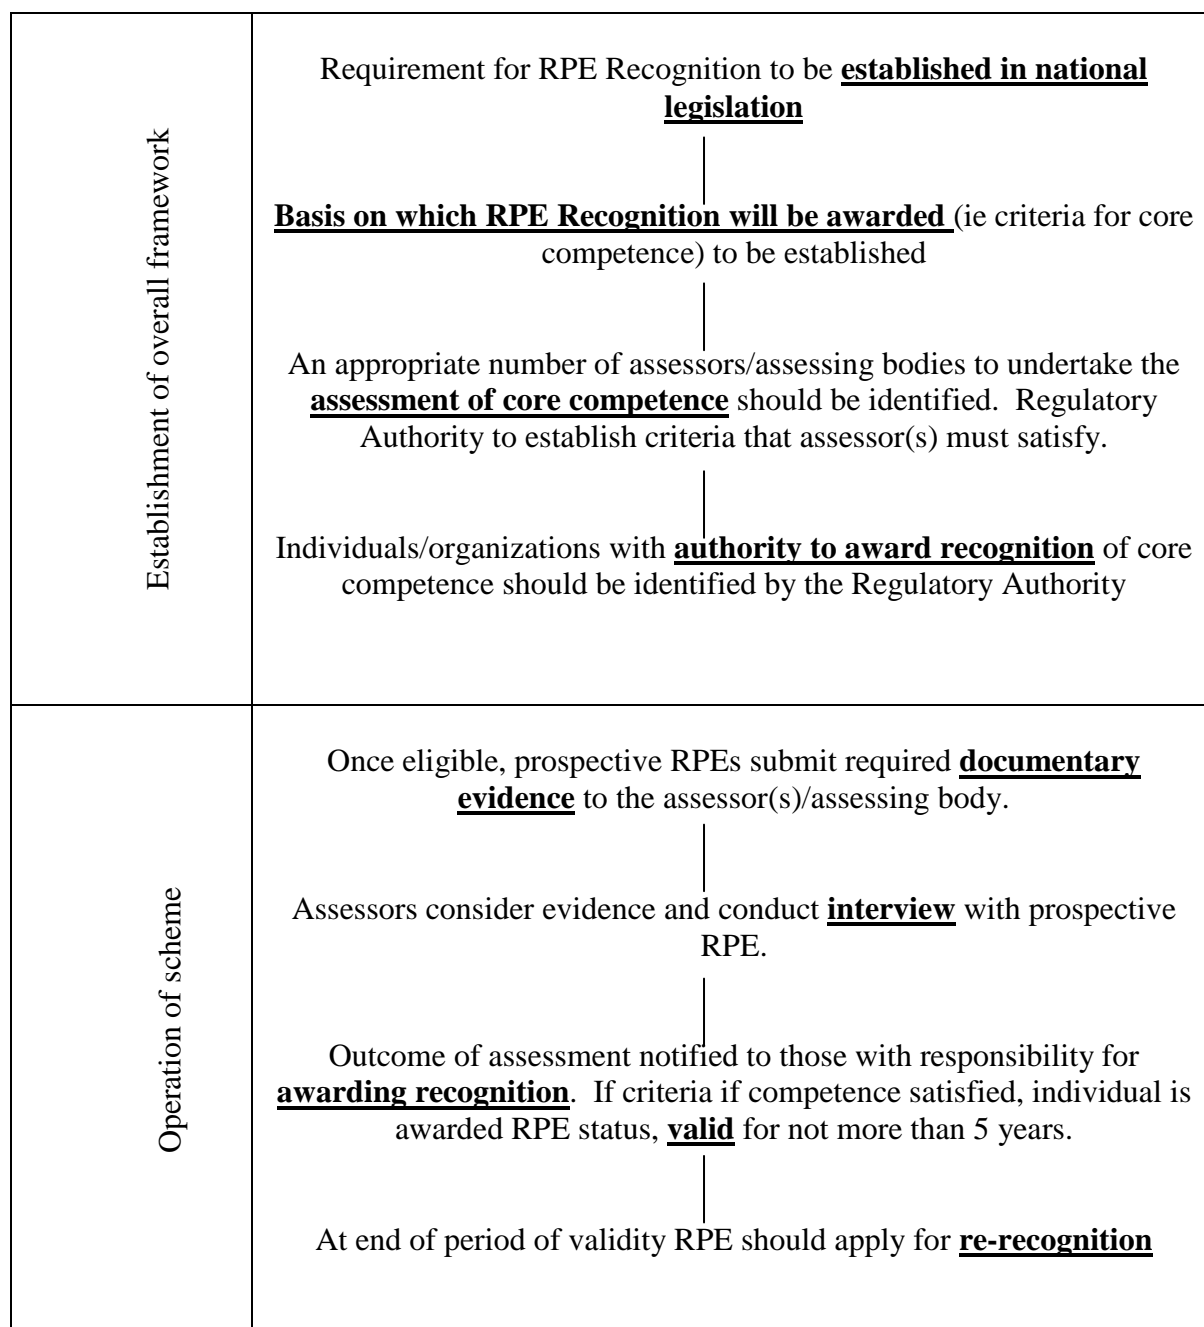 Establishment of overall framework
Requirement for RPE Recognition to be established in national
legislation
Basis on which RPE Recognition will be awarded (ie criteria for core
competence) to be established
An appropriate number of assessors/assessing bodies to undertake the
assessment of core competence should be identified.  Regulatory
Authority to establish criteria that assessor(s) must satisfy.
Individuals/organizations with authority to award recognition of core
competence should be identified by the Regulatory Authority
Operation of scheme
Once eligible, prospective RPEs submit required documentary
evidence to the assessor(s)/assessing body.
Assessors consider evidence and conduct interview with prospective
RPE.
Outcome of assessment notified to those with responsibility for
awarding recognition.  If criteria if competence satisfied, individual is
awarded RPE status, valid for not more than 5 years.
At end of period of validity RPE should apply for re-recognition